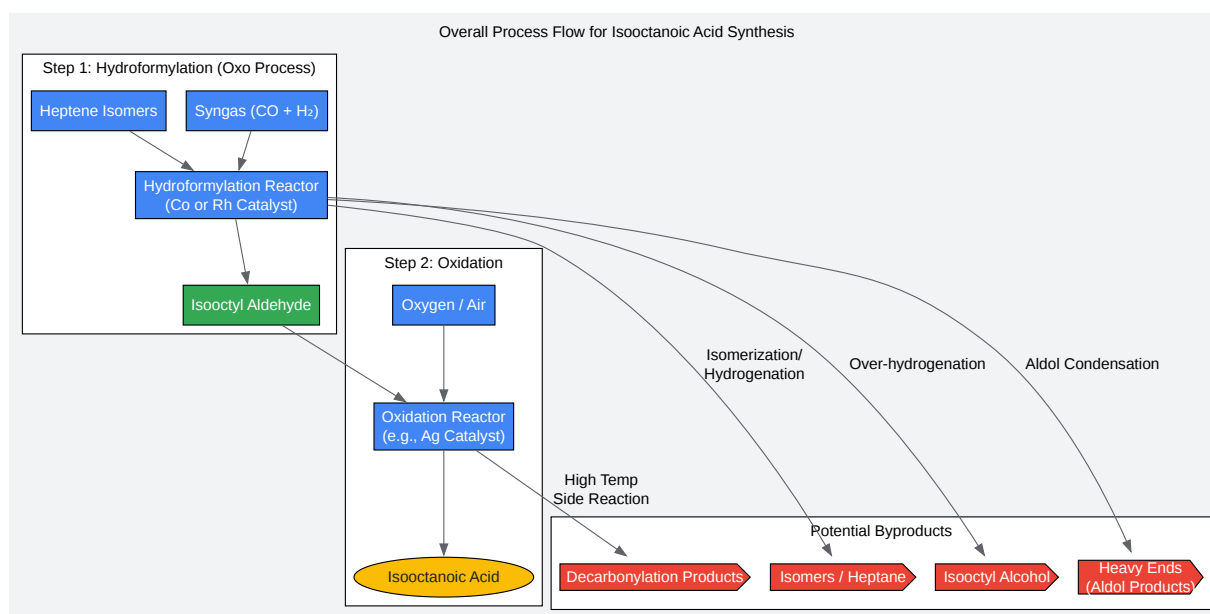 Overall Process Flow for Isooctanoic Acid Synthesis
Step 1: Hydroformylation (Oxo Process)
Heptene Isomers
Syngas (CO + H₂)
Hydroformylation Reactor
(Co or Rh Catalyst)
Isooctyl Aldehyde
Step 2: Oxidation
Oxygen / Air
Oxidation Reactor
(e.g., Ag Catalyst)
Isooctanoic Acid
Isomerization/
Hydrogenation
Over-hydrogenation
Aldol Condensation
High Temp
Side Reaction
Potential Byproducts
Decarbonylation Products
Isomers / Heptane
Isooctyl Alcohol
Heavy Ends
(Aldol Products)